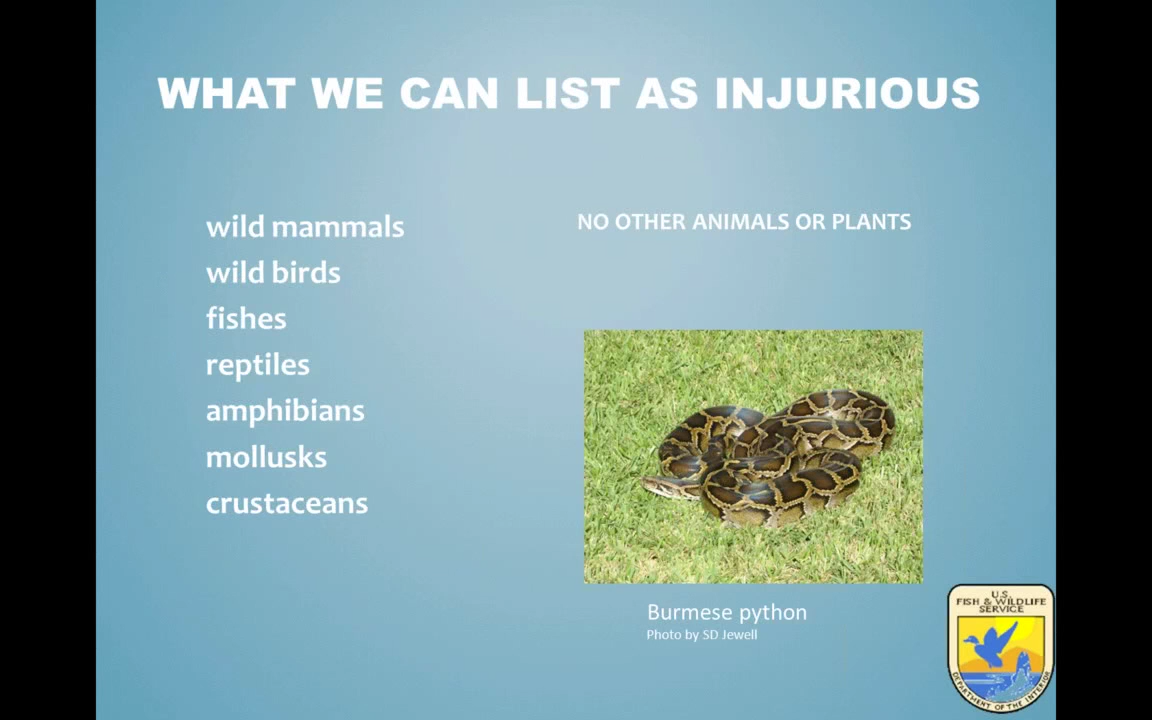 WHAT WE CAN LIST AS INJURIOUS
wild mammals
wild birds
fishes
reptiles
amphibians
mollusks
crustaceans
NO OTHER ANIMALS OR PLANTS
Burmese python
Photo by SD Jewell
U.S.
FISH & WILDLIFE
SERVICE
DEPARTMENT OF THE INTERIOR